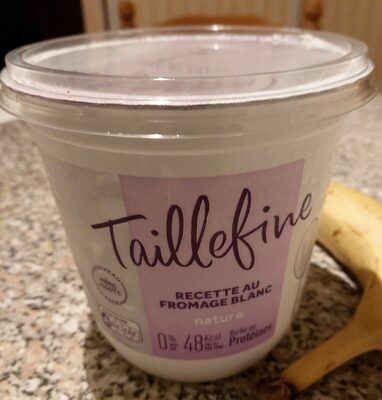 Taillefine
RECETTE AU
FROMAGE BLANC
nature
0% 48 Kcal Riche en
Protéines